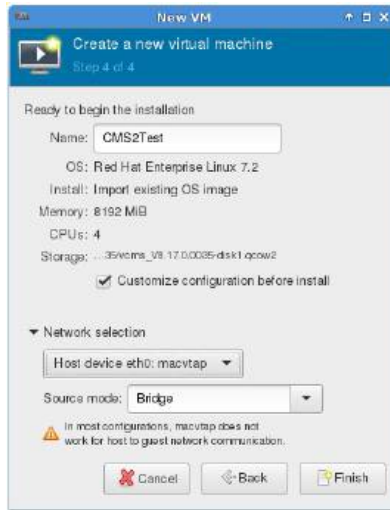 New VM
Create a new virtual machine
Step 4 of 4
Ready to begin the installation
Name: CMS2Test
OS: Red Hat Enterprise Linux 7.2
Install: Import existing OS image
Memory: 8192 MiB
CPUs: 4
Storage: ...35/vcms_V8.17.0.0035-disk1.qcow2
Customize configuration before install
Network selection
Host device eth0: macvtap
Source mode: Bridge
In most configurations, macvtap does not
work for host to guest network communication.
Cancel Back Finish